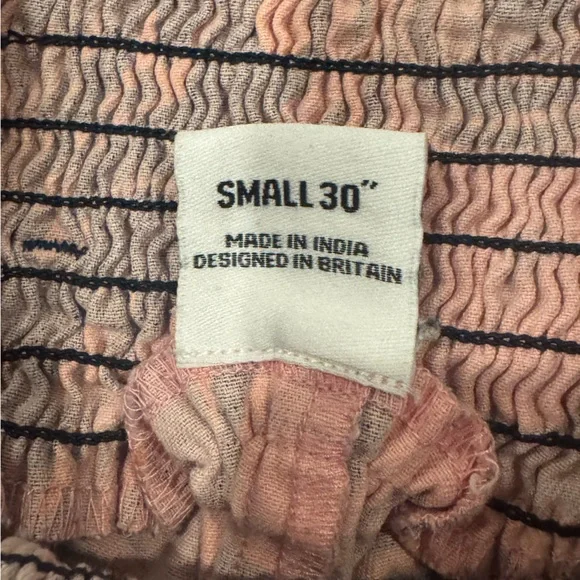 SMALL 30"
MADE IN INDIA
DESIGNED IN BRITAIN